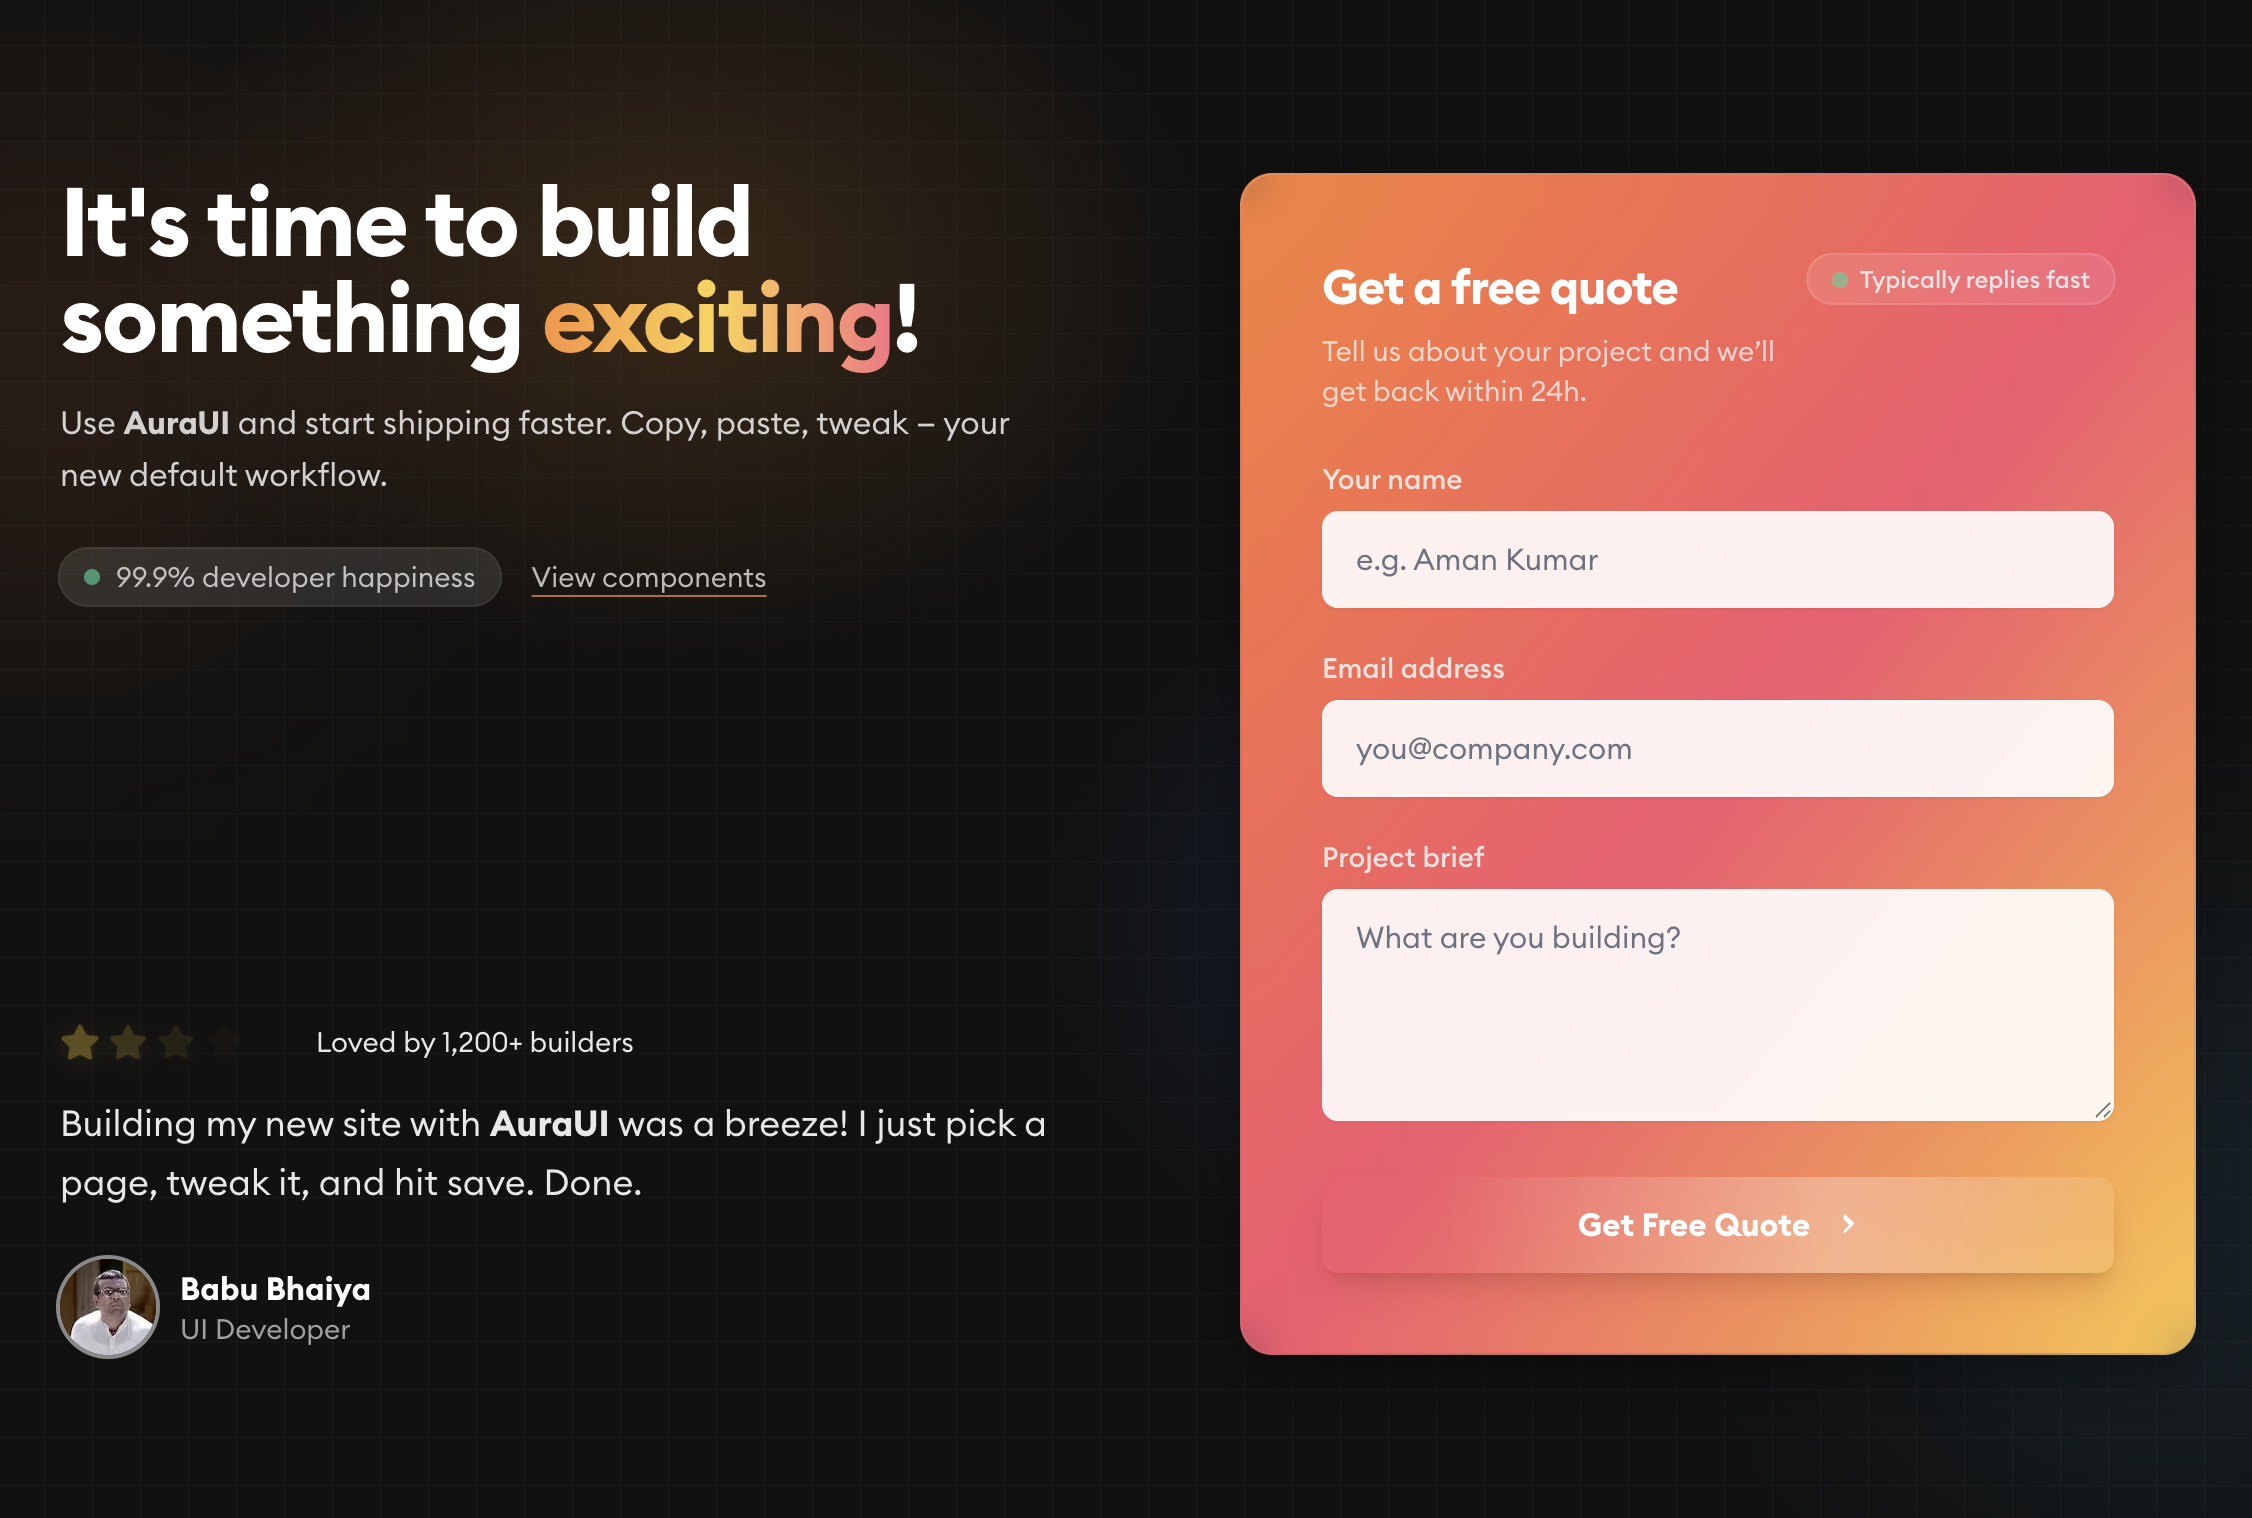 It's time to build
something exciting!
Use AuraUI and start shipping faster. Copy, paste, tweak – your
new default workflow.
99.9% developer happiness
View components
Loved by 1,200+ builders
Building my new site with AuraUI was a breeze! I just pick a
page, tweak it, and hit save. Done.
Babu Bhaiya
UI Developer
Get a free quote
Typically replies fast
Tell us about your project and we’ll
get back within 24h.
Your name
e.g. Aman Kumar
Email address
you@company.com
Project brief
What are you building?
Get Free Quote